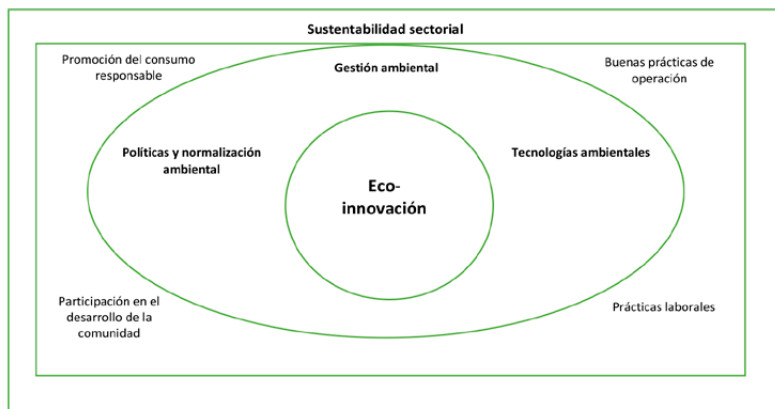 Sustentabilidad sectorial
Promoción del consumo
responsable
Gestión ambiental
Buenas prácticas de
operación
Políticas y normalización
ambiental
Tecnologías ambientales
Eco-
innovación
Participación en el
desarrollo de la
comunidad
Prácticas laborales